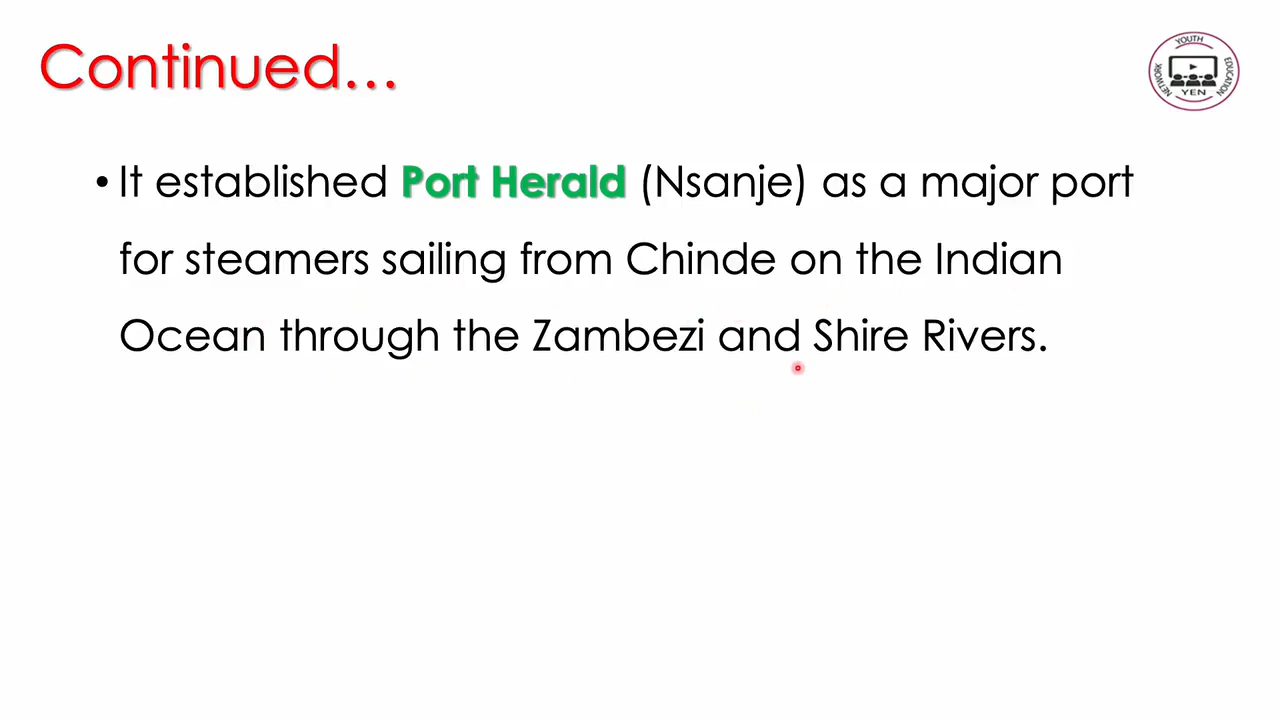 Continued...
• It established Port Herald (Nsanje) as a major port
for steamers sailing from Chinde on the Indian
Ocean through the Zambezi and Shire Rivers.
YOUTH
EDUCATION
NETWORK
YEN